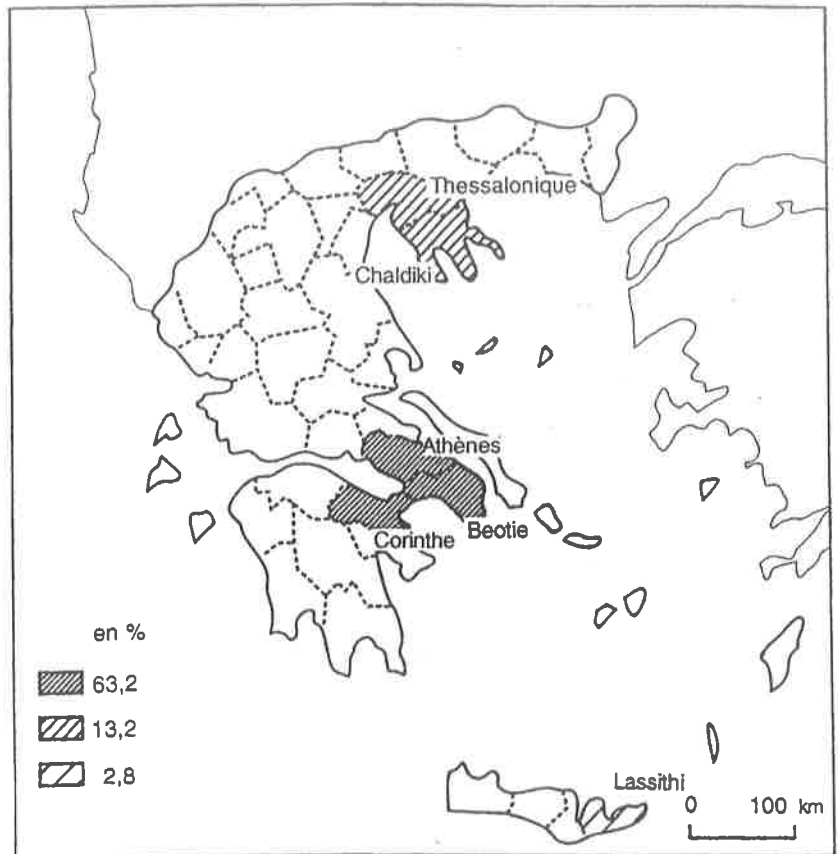 Thessalonique
Chaldiki
Athènes
Corinthe
Beotie
en %
63,2
13,2
2,8
Lassithi
0 100 km